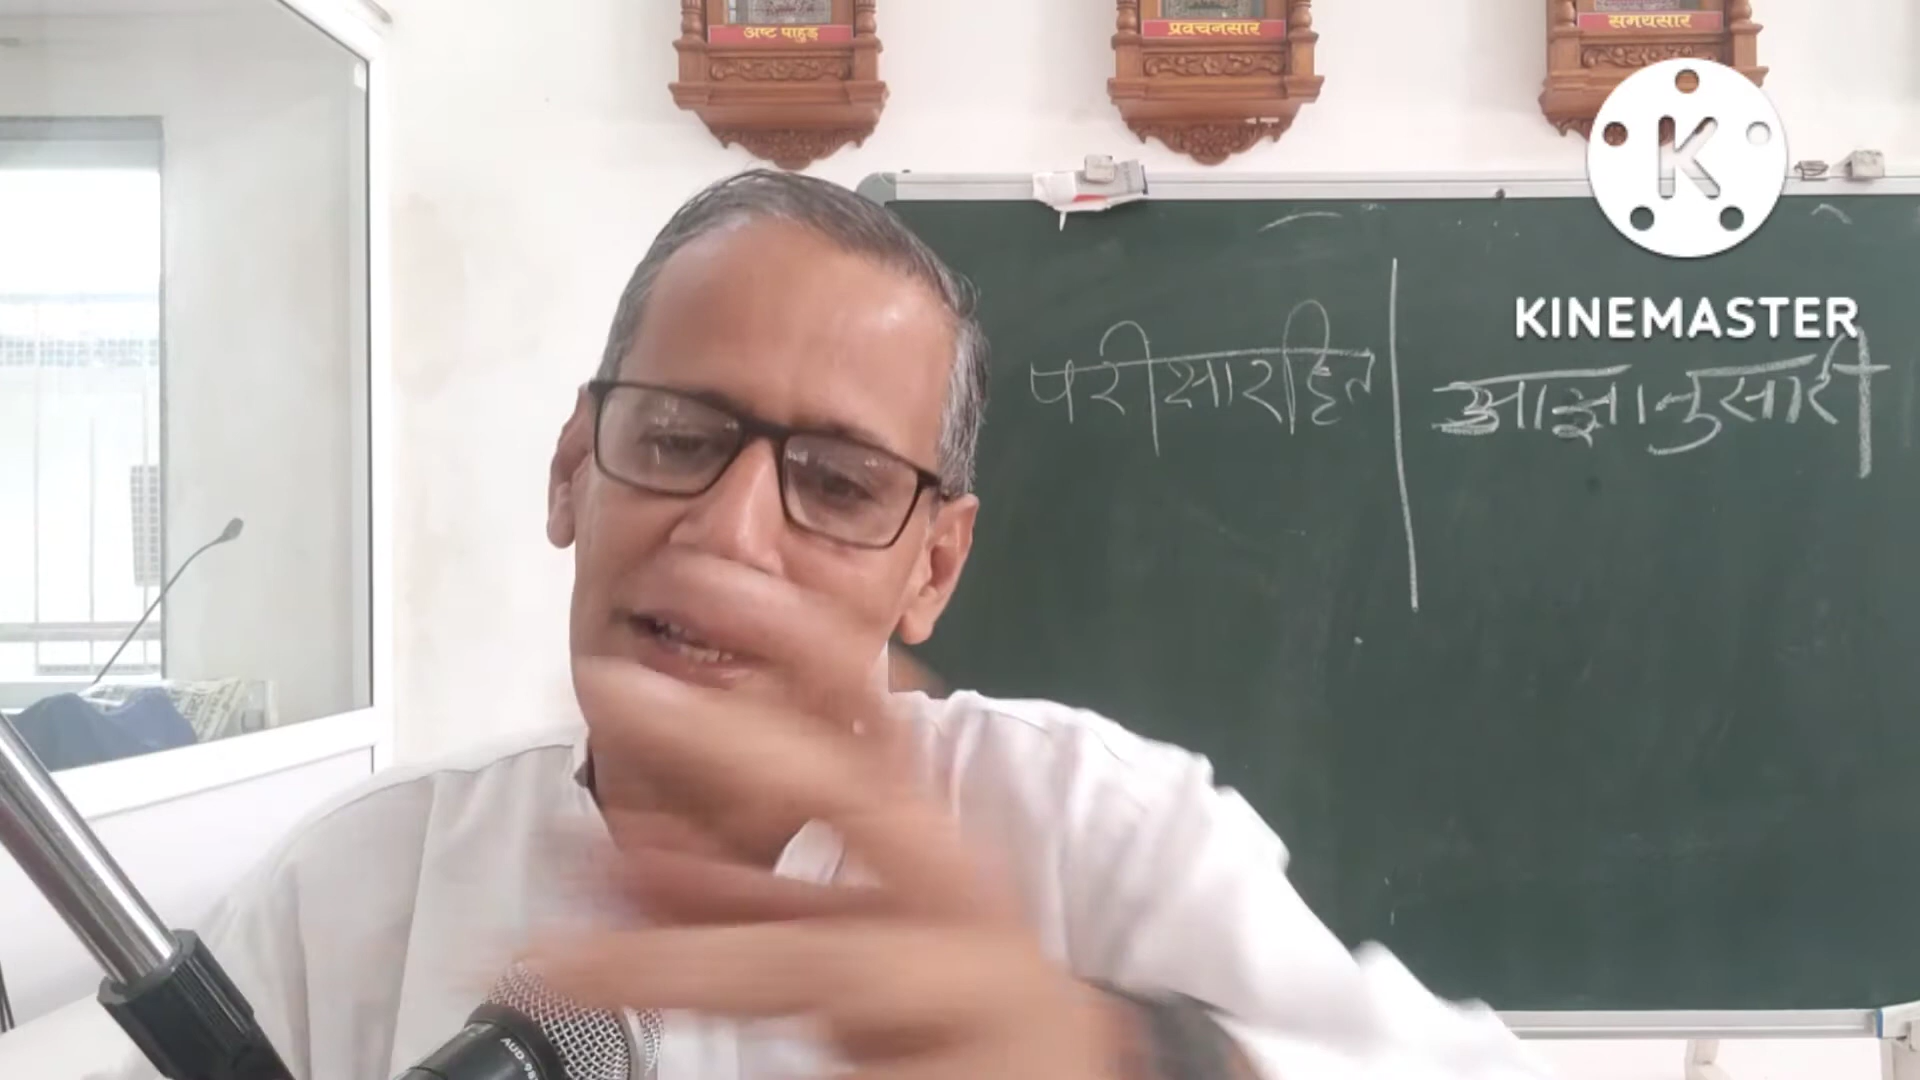 अष्ट पाहुड़
प्रवचनसार
समयसार
K
KINEMASTER
परीक्षारहित
आज्ञानुसारी